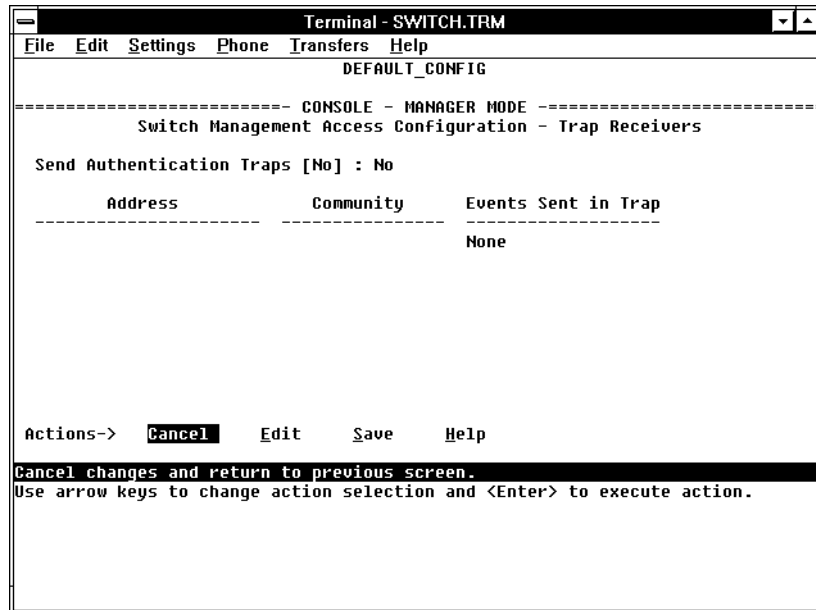 Terminal - SWITCH.TRM
File Edit Settings Phone Transfers Help
DEFAULT_CONFIG
==========================- CONSOLE - MANAGER MODE -==========================
Switch Management Access Configuration - Trap Receivers
Send Authentication Traps [No] : No
Address Community Events Sent in Trap
---------------------- ---------------- -------------------
None
Actions-> Cancel Edit Save Help
Cancel changes and return to previous screen.
Use arrow keys to change action selection and <Enter> to execute action.